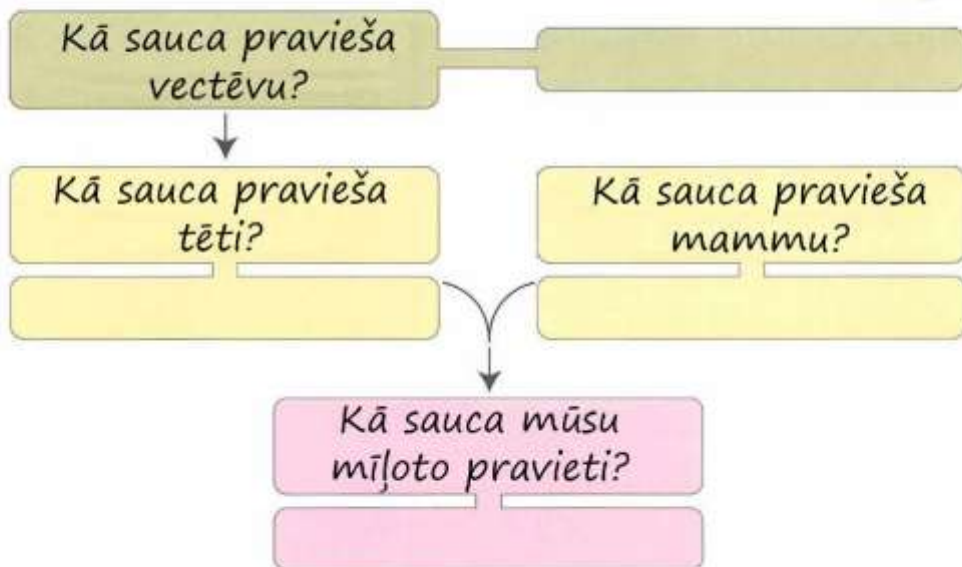 Kā sauca pravieša
vectēvu?
Kā sauca pravieša
tēti?
Kā sauca pravieša
mammu?
Kā sauca mūsu
mīļoto pravieti?